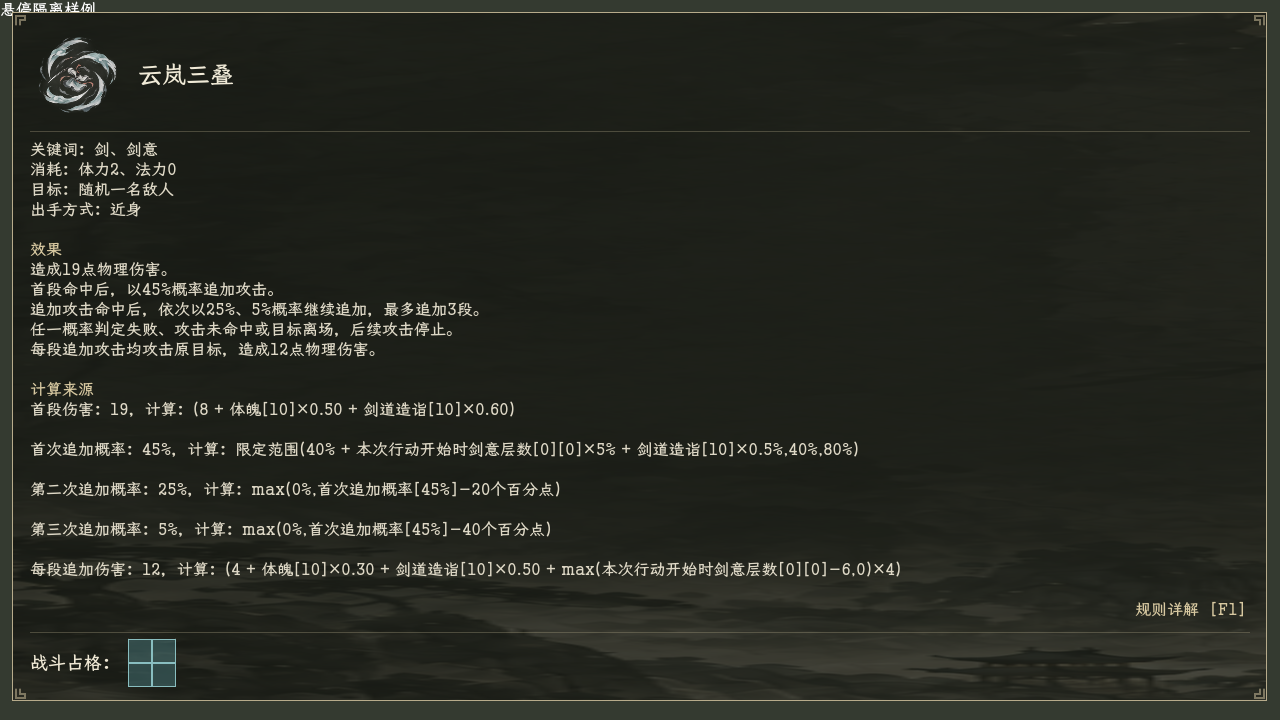 悬停隔离样例
云岚三叠
关键词：剑、剑意
消耗：体力2、法力0
目标：随机一名敌人
出手方式：近身
效果
造成19点物理伤害。
首段命中后，以45%概率追加攻击。
追加攻击命中后，依次以25%、5%概率继续追加，最多追加3段。
任一概率判定失败、攻击未命中或目标离场，后续攻击停止。
每段追加攻击均攻击原目标，造成12点物理伤害。
计算来源
首段伤害：19，计算：(8 + 体魄[10]×0.50 + 剑道造诣[10]×0.60)
首次追加概率：45%，计算：限定范围(40% + 本次行动开始时剑意层数[0][0]×5% + 剑道造诣[10]×0.5%,40%,80%)
第二次追加概率：25%，计算：max(0%,首次追加概率[45%]-20个百分点)
第三次追加概率：5%，计算：max(0%,首次追加概率[45%]-40个百分点)
每段追加伤害：12，计算：(4 + 体魄[10]×0.30 + 剑道造诣[10]×0.50 + max(本次行动开始时剑意层数[0][0]-6,0)×4)
规则详解 [F1]
战斗占格：